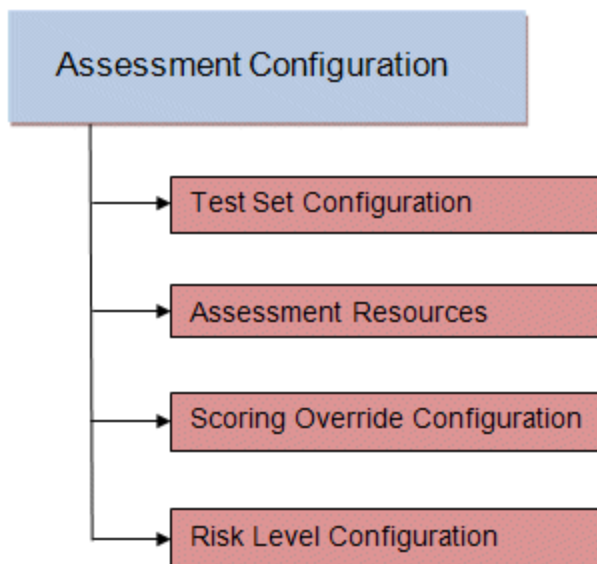 Assessment Configuration
Test Set Configuration
Assessment Resources
Scoring Override Configuration
Risk Level Configuration